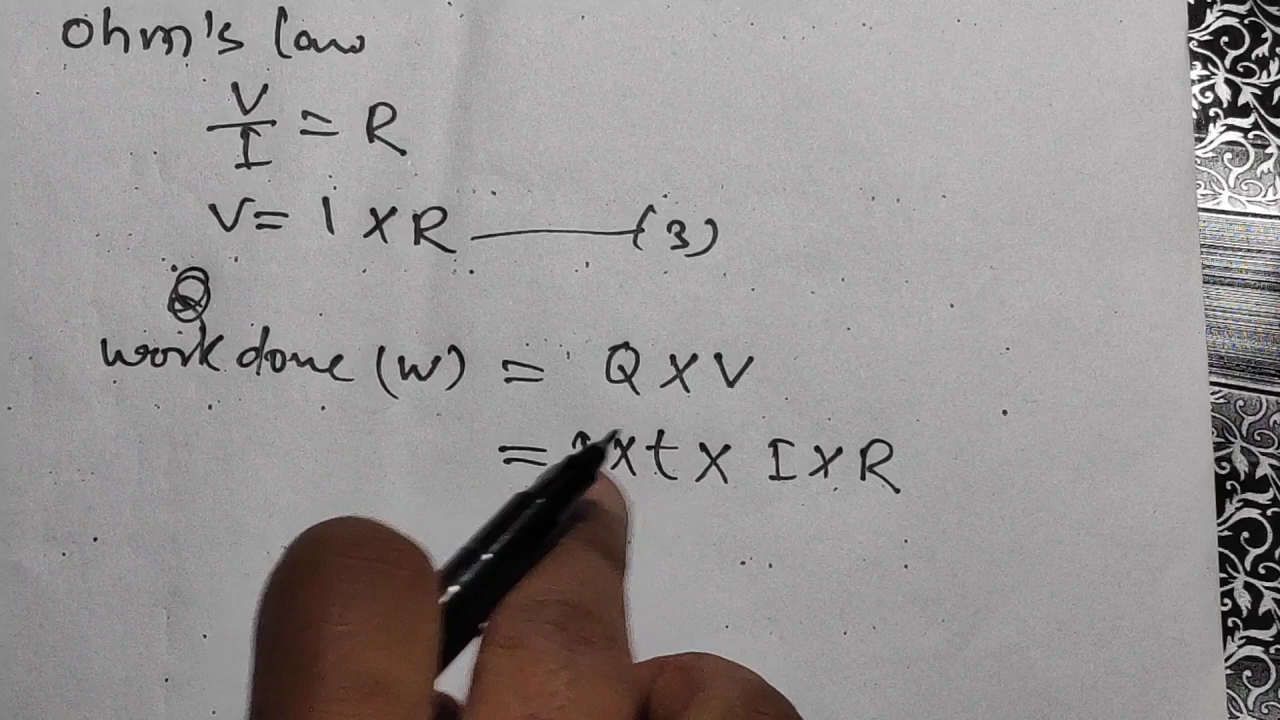 Ohm's law
V/I = R
V = I X R ——— (3)
Q
work done (W) = Q X V
= X t X I X R